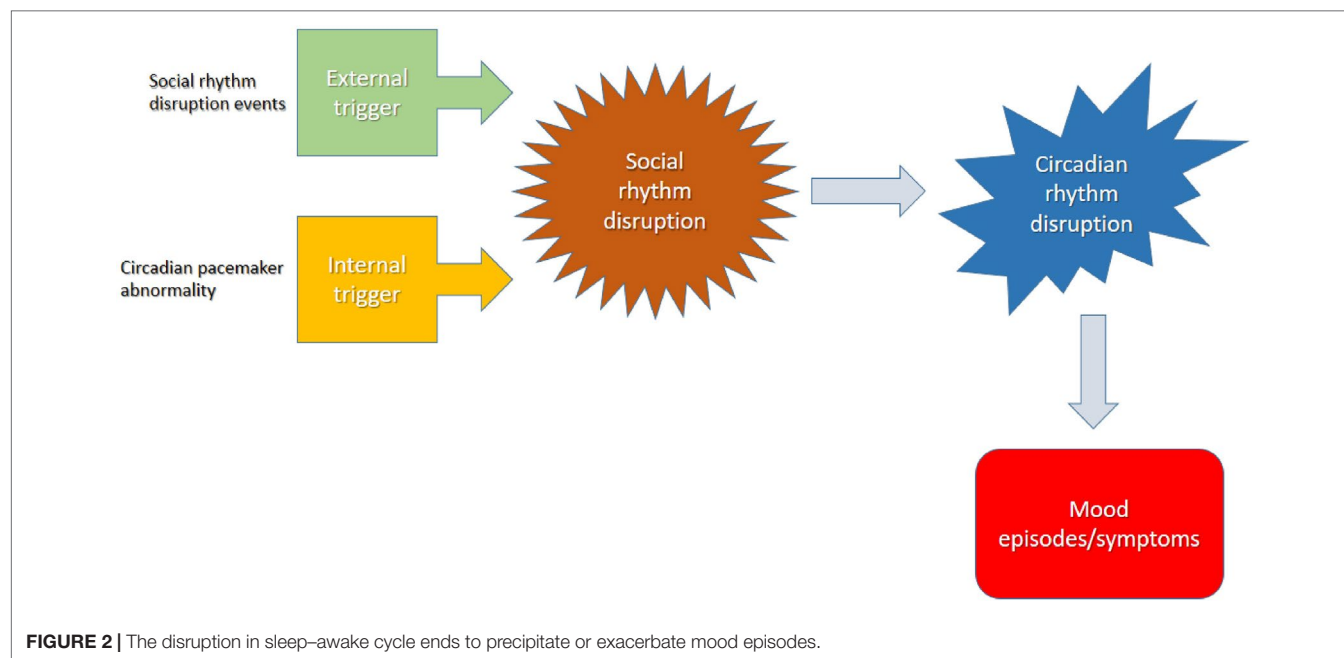 Social rhythm
disruption events
External
trigger
Circadian pacemaker
abnormality
Internal
trigger
Social
rhythm
disruption
Circadian
rhythm
disruption
Mood
episodes/symptoms
FIGURE 2 | The disruption in sleep–awake cycle ends to precipitate or exacerbate mood episodes.